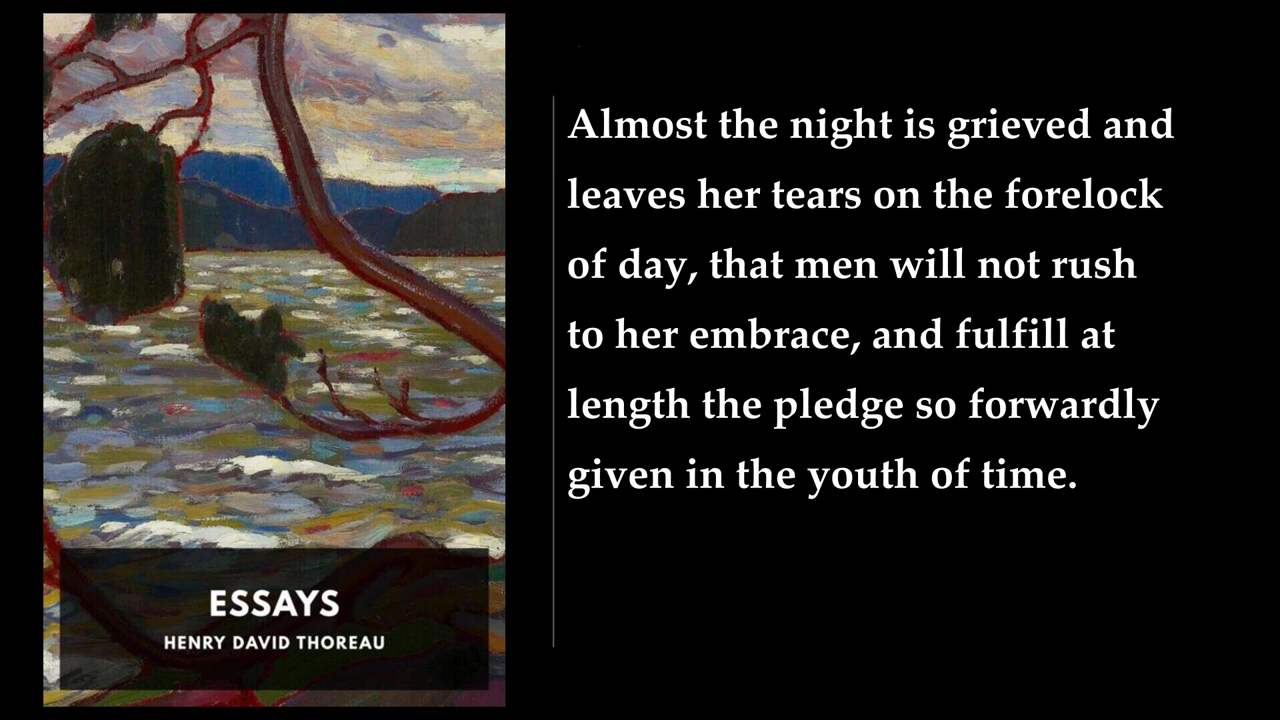 Almost the night is grieved and
leaves her tears on the forelock
of day, that men will not rush
to her embrace, and fulfill at
length the pledge so forwardly
given in the youth of time.
ESSAYS
HENRY DAVID THOREAU